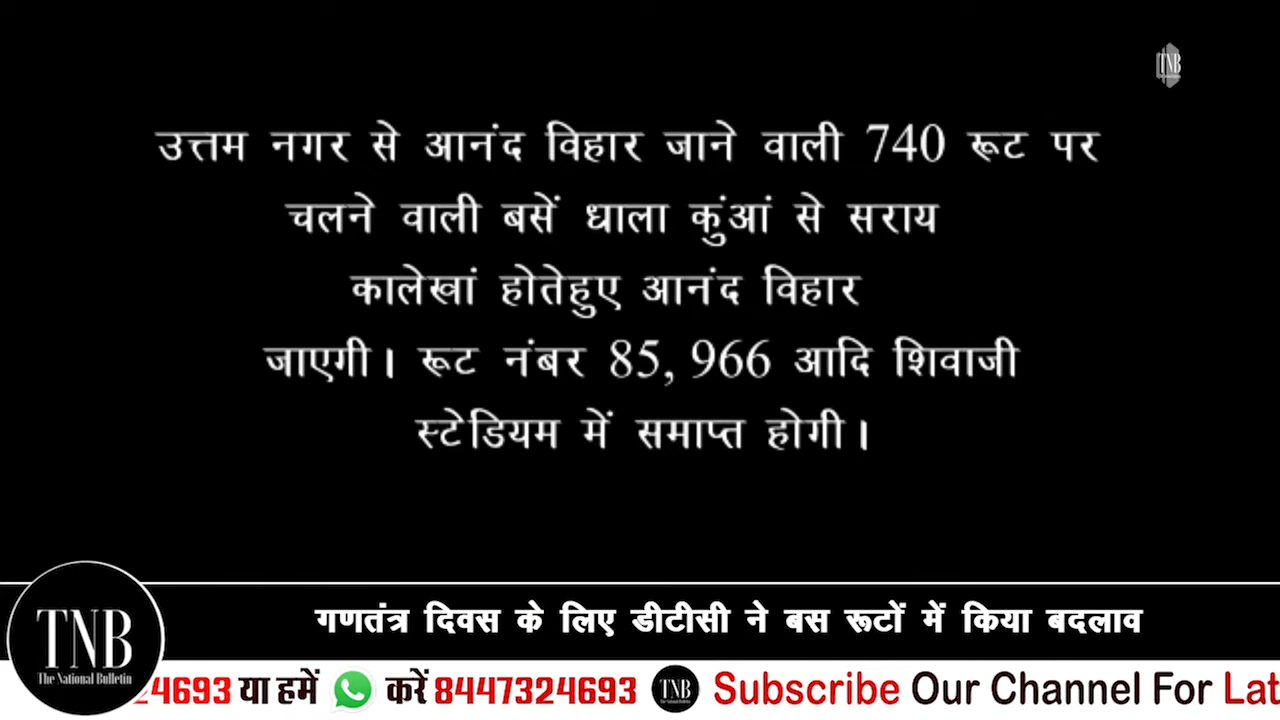 TNB
उत्तम नगर से आनंद विहार जाने वाली 740 रूट पर
चलने वाली बसें धाला कुंआं से सराय
कालेखां होतेहुए आनंद विहार
जाएगी। रूट नंबर 85, 966 आदि शिवाजी
स्टेडियम में समाप्त होगी।
गणतंत्र दिवस के लिए डीटीसी ने बस रूटों में किया बदलाव
TNB
The National Bulletin
24693 या हमें करें 8447324693 TNB Subscribe Our Channel For Lat